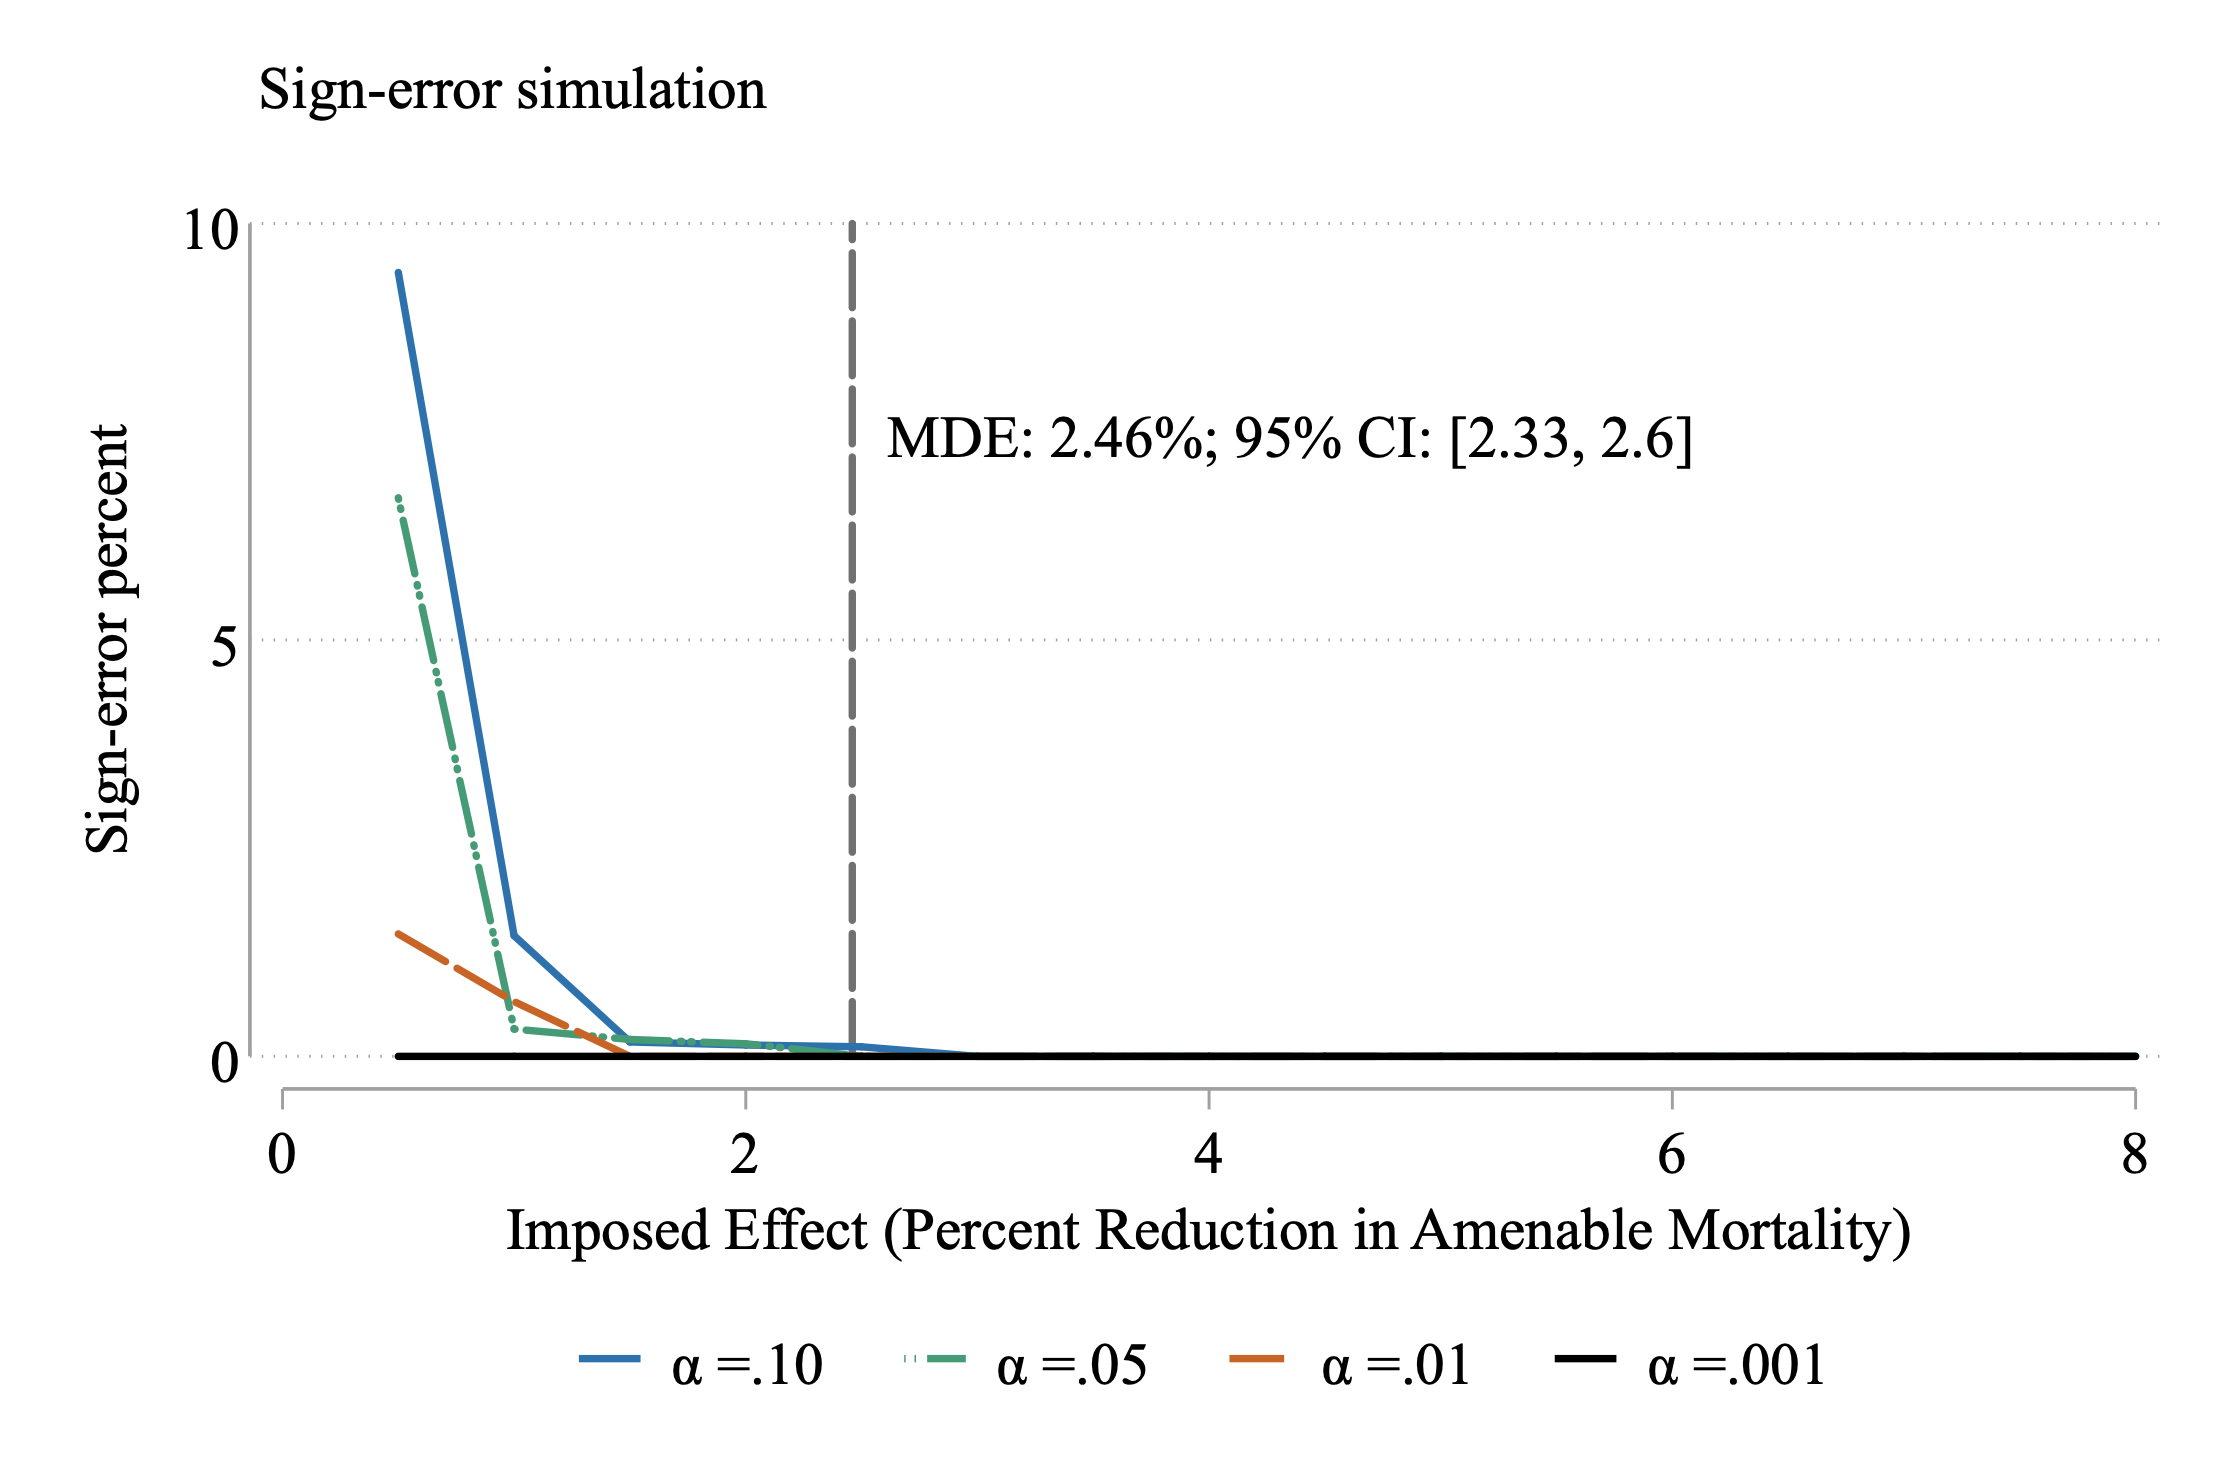 Sign-error simulation
10
5
0
Sign-error percent
MDE: 2.46%; 95% CI: [2.33, 2.6]
0 2 4 6 8
Imposed Effect (Percent Reduction in Amenable Mortality)
α =.10 α =.05 α =.01 α =.001